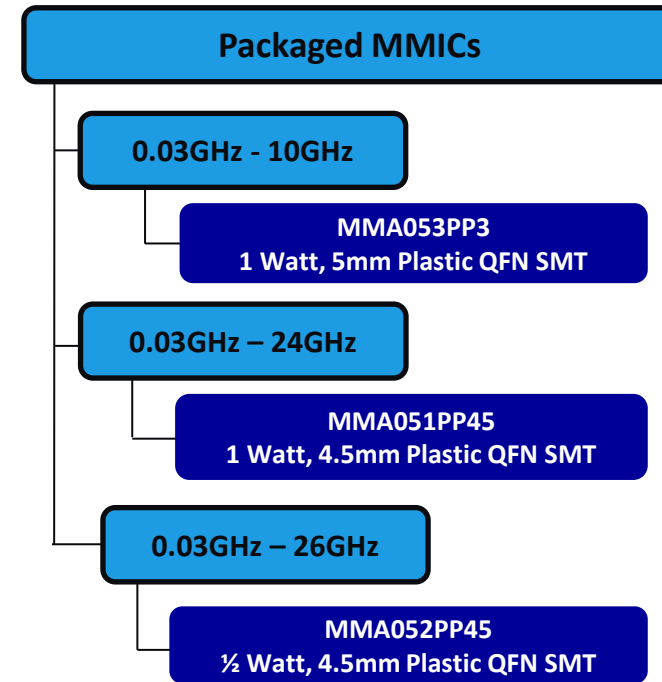 Packaged MMICs
0.03GHz - 10GHz
MMA053PP3
1 Watt, 5mm Plastic QFN SMT
0.03GHz – 24GHz
MMA051PP45
1 Watt, 4.5mm Plastic QFN SMT
0.03GHz – 26GHz
MMA052PP45
½ Watt, 4.5mm Plastic QFN SMT